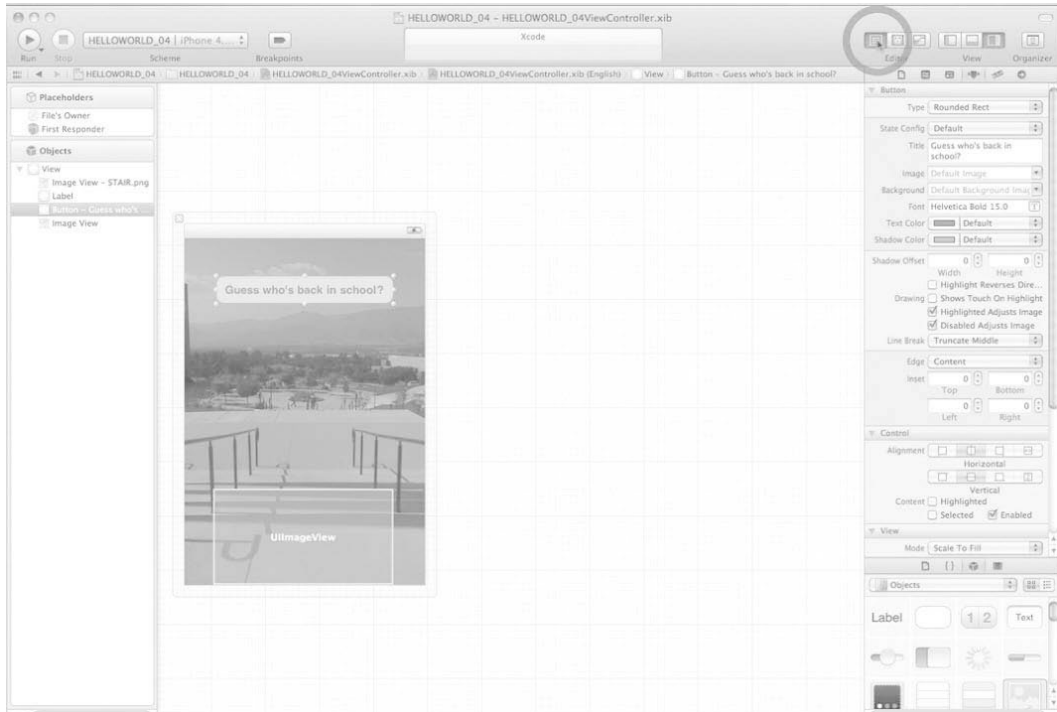 HELLOWORLD_04 - HELLOWORLD_04ViewController.xib
HELLOWORLD_04 | iPhone 4....
Xcode
Run Stop Scheme Breakpoints Editor View Organizer
HELLOWORLD_04 HELLOWORLD_04 HELLOWORLD_04ViewController.xib HELLOWORLD_04ViewController.xib (English) View Button - Guess who's back in school?
Placeholders
File's Owner
First Responder
Objects
View
Image View - STAIR.png
Label
Button - Guess who's ...
Image View
Guess who's back in school?
UIImageView
Button
Type Rounded Rect
State Config Default
Title Guess who's back in
school?
Image Default Image
Background Default Background Imag
Font Helvetica Bold 15.0
Text Color Default
Shadow Color Default
Shadow Offset 0 0
Width Height
Highlight Reverses Dire...
Drawing Shows Touch On Highlight
Highlighted Adjusts Image
Disabled Adjusts Image
Line Break Truncate Middle
Edge Content
Inset 0 0
Top Bottom
0 0
Left Right
Control
Alignment
Horizontal
Vertical
Content Highlighted
Selected Enabled
View
Mode Scale To Fill
Objects
Label 1 2 Text